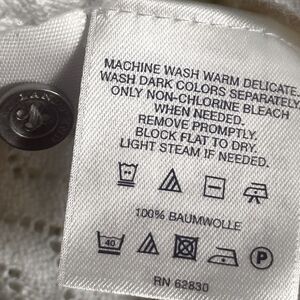 MACHINE WASH WARM DELICATE.
WASH DARK COLORS SEPARATELY
ONLY NON-CHLORINE BLEACH
WHEN NEEDED.
REMOVE PROMPTLY.
BLOCK FLAT TO DRY.
LIGHT STEAM IF NEEDED.
100% BAUMWOLLE
40
P
RN 62830